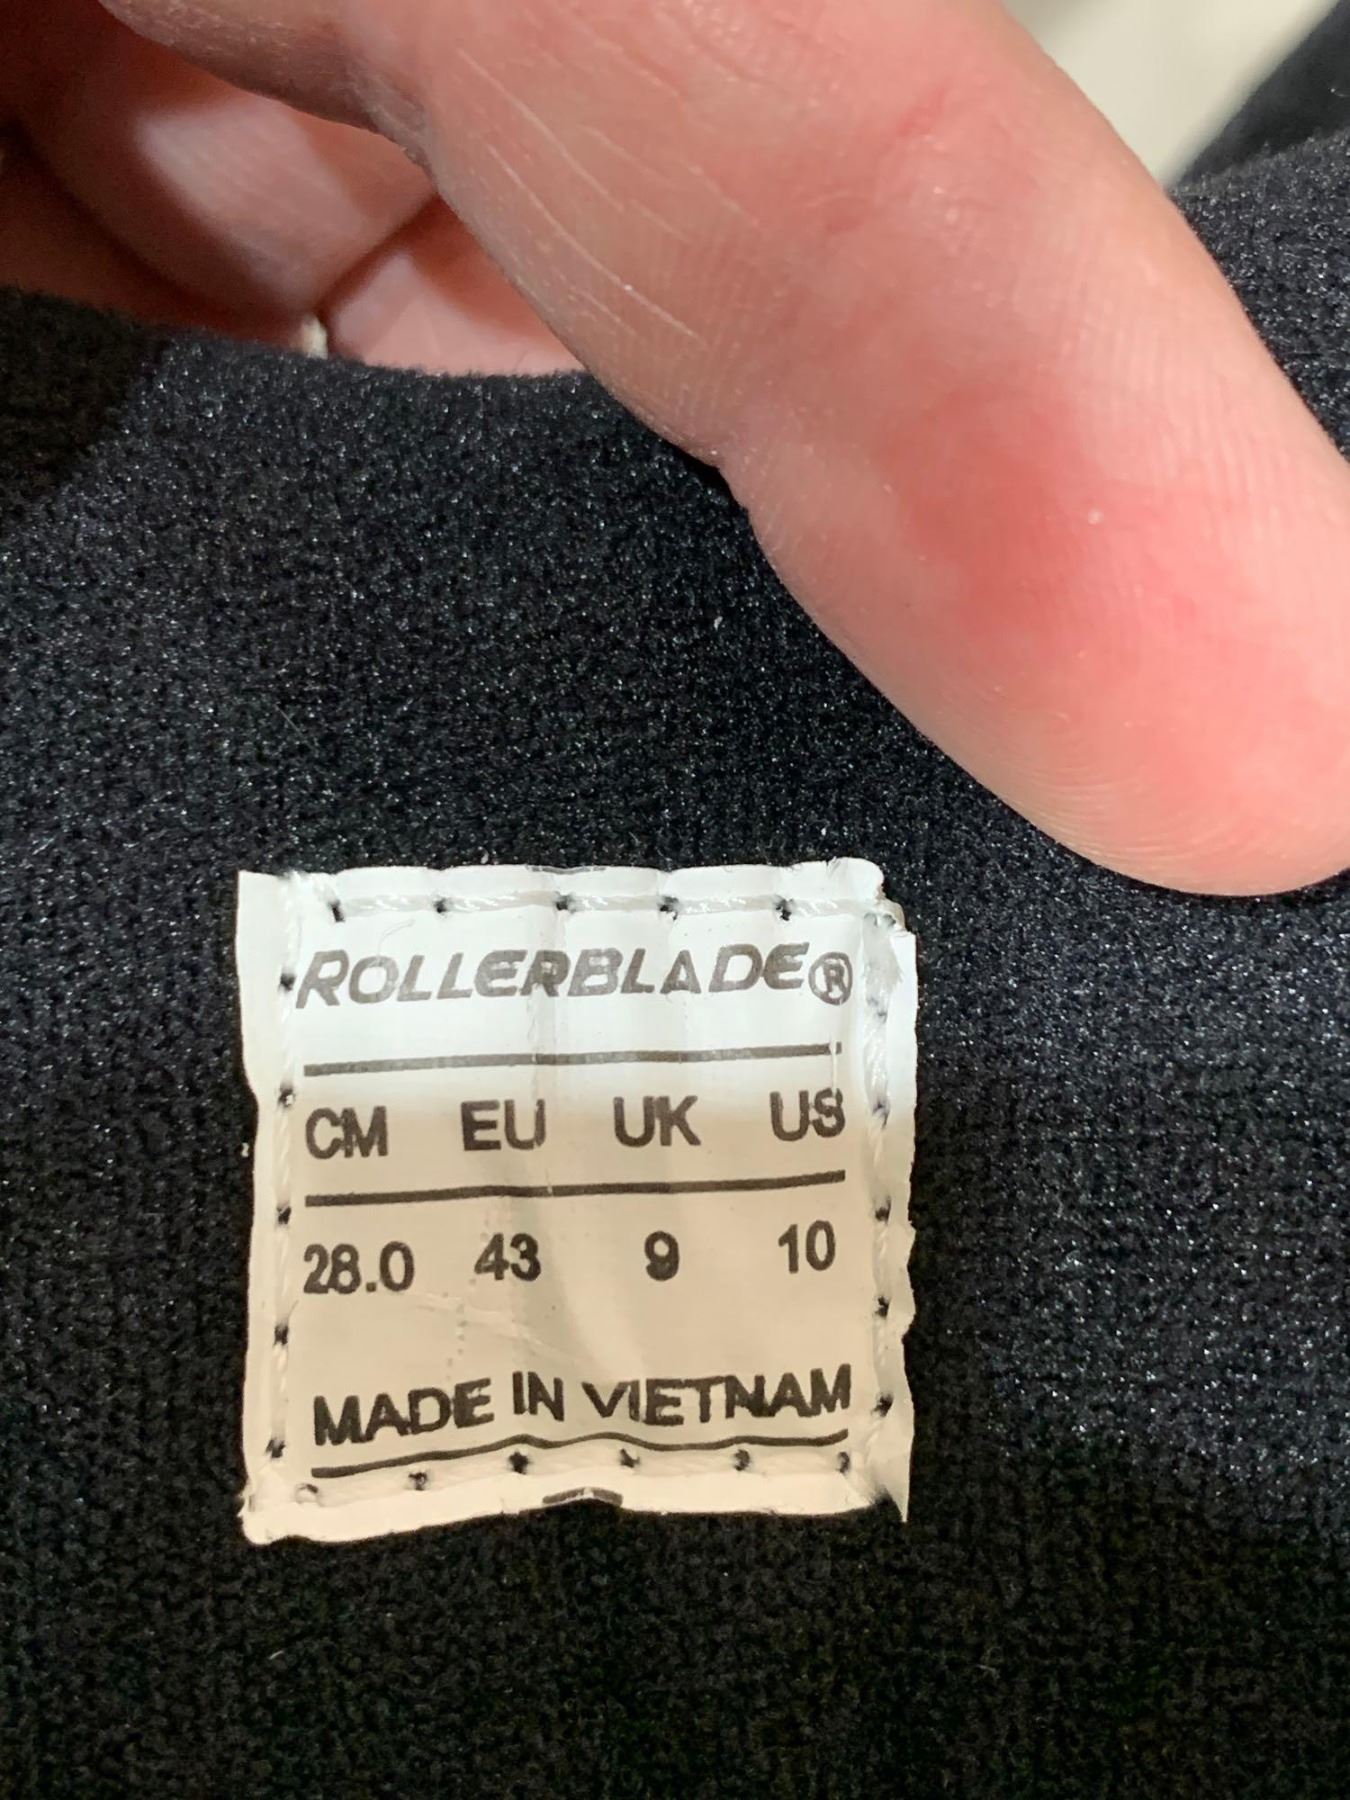 ROLLERBLADE®
CM EU UK US
28.0 43 9 10
MADE IN VIETNAM